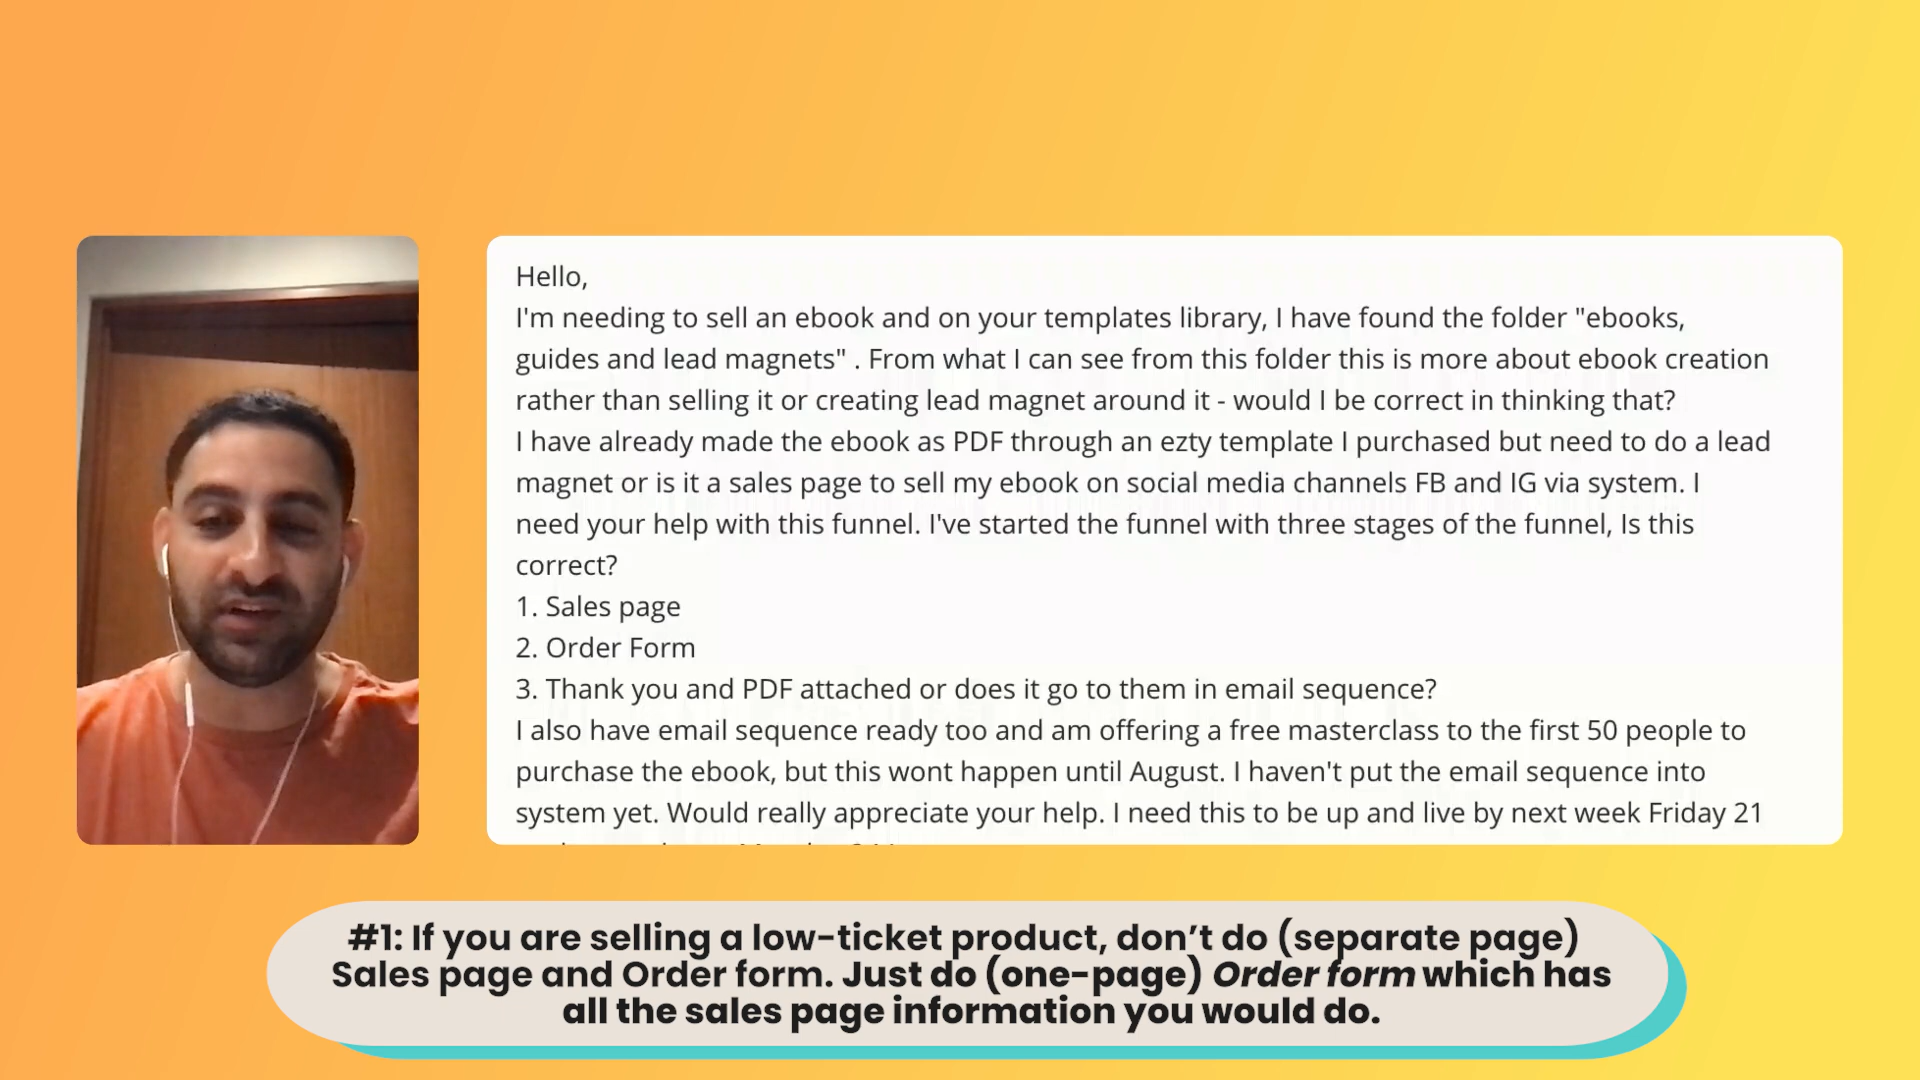 Hello,
I'm needing to sell an ebook and on your templates library, I have found the folder "ebooks,
guides and lead magnets" . From what I can see from this folder this is more about ebook creation
rather than selling it or creating lead magnet around it - would I be correct in thinking that?
I have already made the ebook as PDF through an ezty template I purchased but need to do a lead
magnet or is it a sales page to sell my ebook on social media channels FB and IG via system. I
need your help with this funnel. I've started the funnel with three stages of the funnel, Is this
correct?
1. Sales page
2. Order Form
3. Thank you and PDF attached or does it go to them in email sequence?
I also have email sequence ready too and am offering a free masterclass to the first 50 people to
purchase the ebook, but this wont happen until August. I haven't put the email sequence into
system yet. Would really appreciate your help. I need this to be up and live by next week Friday 21
#1: If you are selling a low-ticket product, don’t do (separate page)
Sales page and Order form. Just do (one-page) Order form which has
all the sales page information you would do.